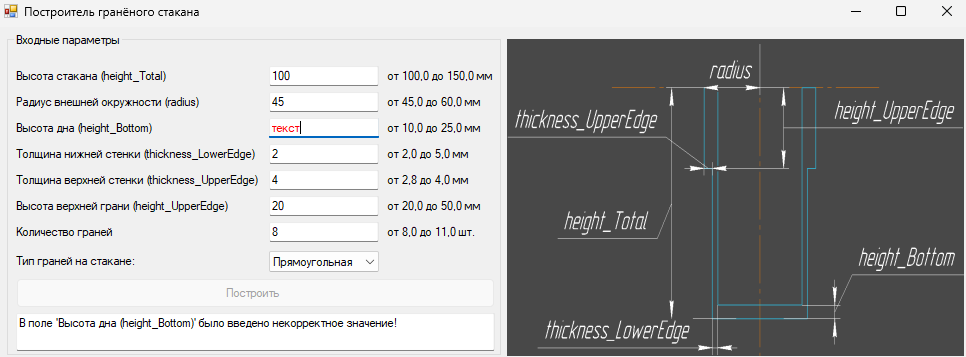 Построитель гранёного стакана
Входные параметры
Высота стакана (height_Total) 100 от 100,0 до 150,0 мм
Радиус внешней окружности (radius) 45 от 45,0 до 60,0 мм
Высота дна (height_Bottom) текст от 10,0 до 25,0 мм
Толщина нижней стенки (thickness_LowerEdge) 2 от 2,0 до 5,0 мм
Толщина верхней стенки (thickness_UpperEdge) 4 от 2,8 до 4,0 мм
Высота верхней грани (height_UpperEdge) 20 от 20,0 до 50,0 мм
Количество граней 8 от 8,0 до 11,0 шт.
Тип граней на стакане: Прямоугольная
Построить
В поле 'Высота дна (height_Bottom)' было введено некорректное значение!
radius
thickness_UpperEdge
height_UpperEdge
height_Total
height_Bottom
thickness_LowerEdge